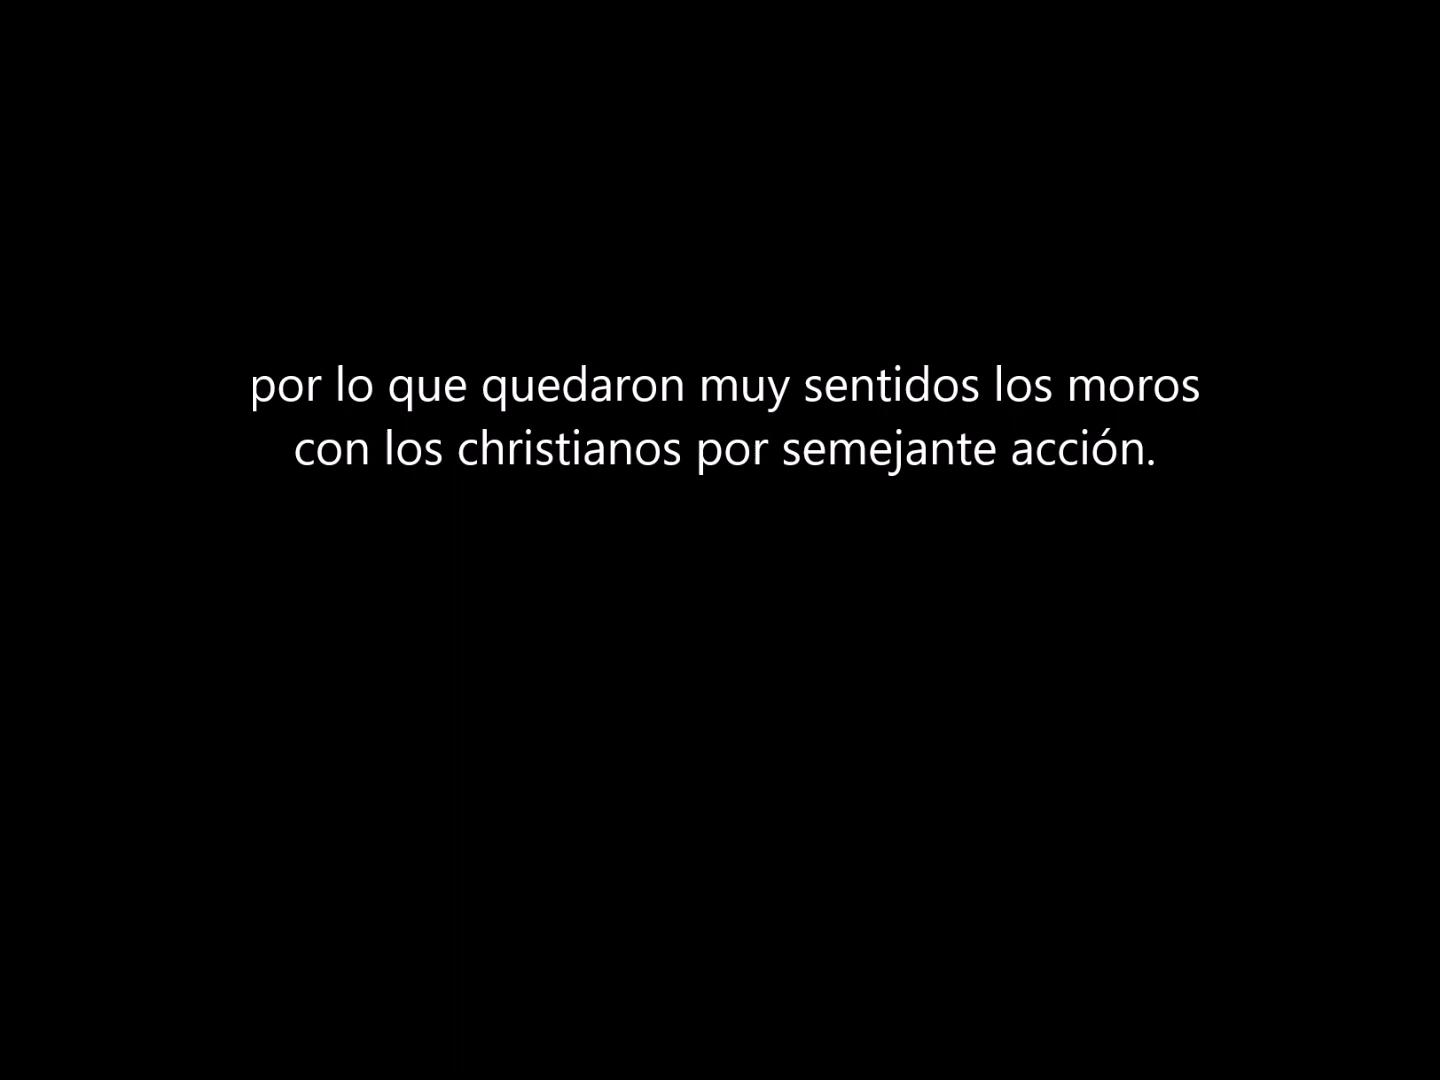 por lo que quedaron muy sentidos los moros
con los christianos por semejante acción.